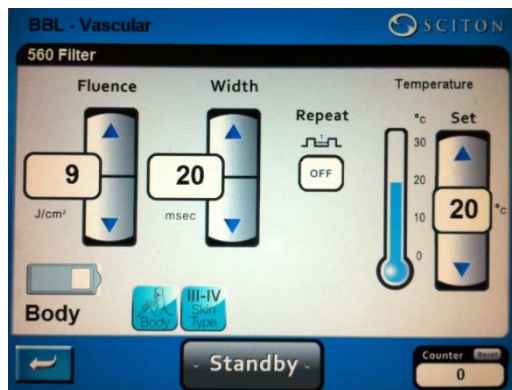 BBL - Vascular
SCITON
560 Filter
Fluence
Width
Temperature
Repeat
°c
Set
OFF
30
20
10
0
9
J/cm²
20
msec
20
°c
Body
Body
III-IV
Skin
Type
Standby
Counter Reset
0